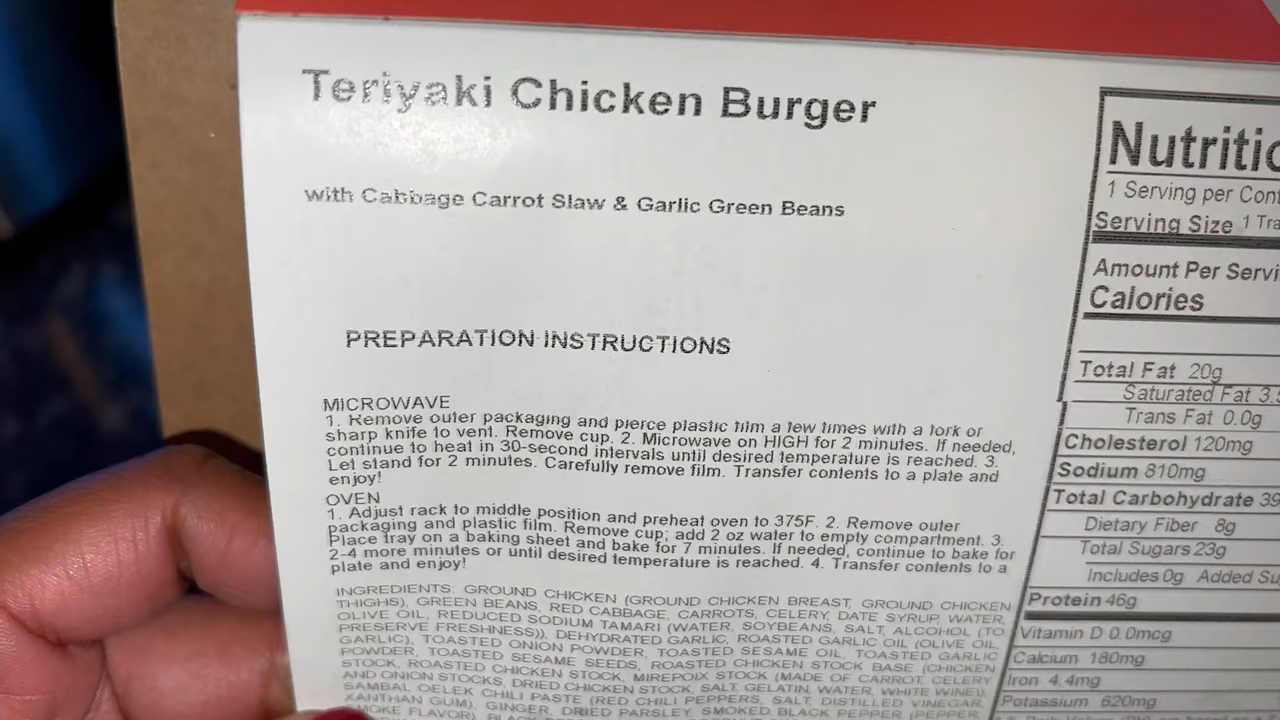 Teriyaki Chicken Burger
with Cabbage Carrot Slaw & Garlic Green Beans
PREPARATION INSTRUCTIONS
MICROWAVE
1. Remove outer packaging and pierce plastic film a few times with a fork or
sharp knife to vent. Remove cup. 2. Microwave on HIGH for 2 minutes. If needed,
continue to heat in 30-second intervals until desired temperature is reached. 3.
Let stand for 2 minutes. Carefully remove film. Transfer contents to a plate and
enjoy!
OVEN
1. Adjust rack to middle position and preheat oven to 375F. 2. Remove outer
packaging and plastic film. Remove cup; add 2 oz water to empty compartment. 3.
Place tray on a baking sheet and bake for 7 minutes. If needed, continue to bake for
2-4 more minutes or until desired temperature is reached. 4. Transfer contents to a
plate and enjoy!
INGREDIENTS: GROUND CHICKEN (GROUND CHICKEN BREAST, GROUND CHICKEN
THIGHS), GREEN BEANS, RED CABBAGE, CARROTS, CELERY, DATE SYRUP, WATER,
OLIVE OIL, REDUCED SODIUM TAMARI (WATER, SOYBEANS, SALT, ALCOHOL (TO
PRESERVE FRESHNESS)), DEHYDRATED GARLIC, ROASTED GARLIC OIL (OLIVE OIL,
GARLIC), TOASTED ONION POWDER, TOASTED SESAME OIL, TOASTED GARLIC
POWDER, TOASTED SESAME SEEDS, ROASTED CHICKEN STOCK BASE (CHICKEN
STOCK, ROASTED CHICKEN STOCK, MIREPOIX STOCK (MADE OF CARROT, CELERY
AND ONION STOCKS, DRIED CHICKEN STOCK, SALT, GELATIN, WATER, WHITE WINE)),
SAMBAL OELEK CHILI PASTE (RED CHILI PEPPERS, SALT, DISTILLED VINEGAR,
XANTHAN GUM), GINGER, DRIED PARSLEY, SMOKED BLACK PEPPER (PEPPER,
SMOKE FLAVOR)
Nutritio
1 Serving per Cont
Serving Size 1 Tra
Amount Per Servi
Calories
Total Fat 20g
Saturated Fat 3.5
Trans Fat 0.0g
Cholesterol 120mg
Sodium 810mg
Total Carbohydrate 39
Dietary Fiber 8g
Total Sugars 23g
Includes 0g Added Su
Protein 46g
Vitamin D 0.0mcg
Calcium 180mg
Iron 4.4mg
Potassium 620mg